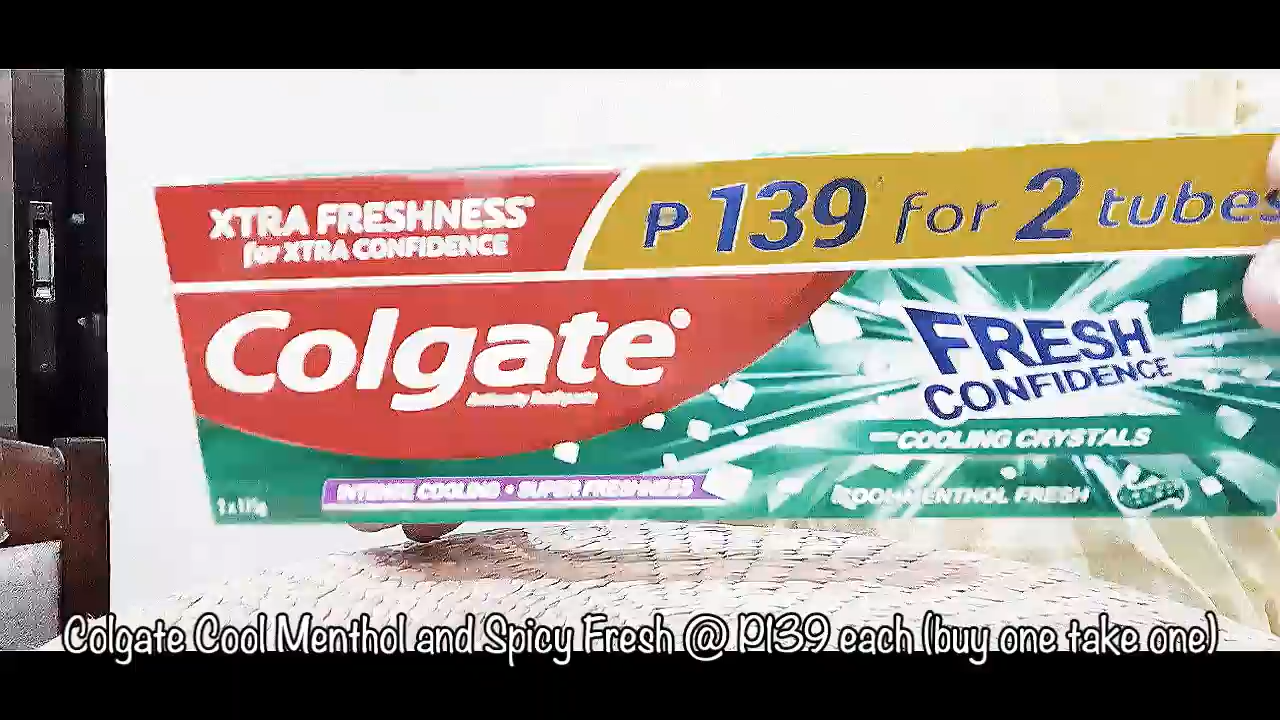 XTRA FRESHNESS*
for XTRA CONFIDENCE
P139 for 2 tubes
Colgate
FRESH
CONFIDENCE
COOLING CRYSTALS
INTENSE COOLING • SUPER FRESHNESS
COOL MENTHOL FRESH
Colgate Cool Menthol and Spicy Fresh @ P139 each (buy one take one)